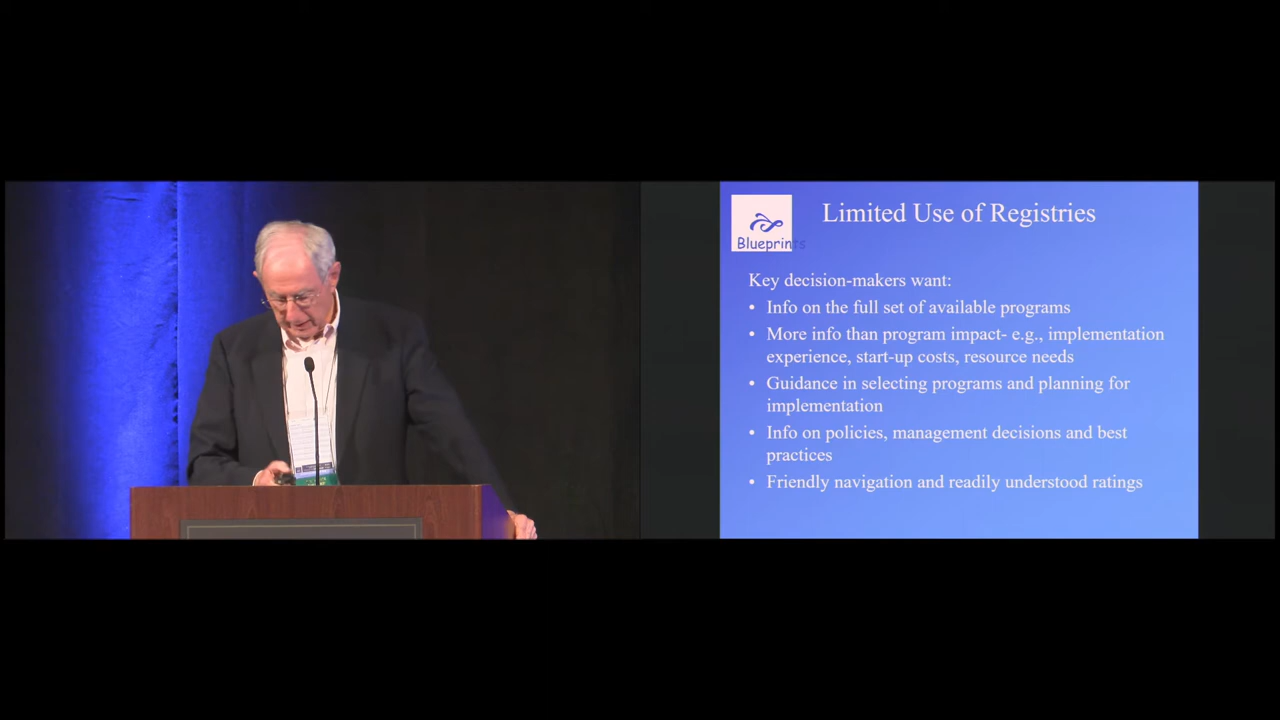 Limited Use of Registries
Blueprints
Key decision-makers want:
• Info on the full set of available programs
• More info than program impact- e.g., implementation
experience, start-up costs, resource needs
• Guidance in selecting programs and planning for
implementation
• Info on policies, management decisions and best
practices
• Friendly navigation and readily understood ratings